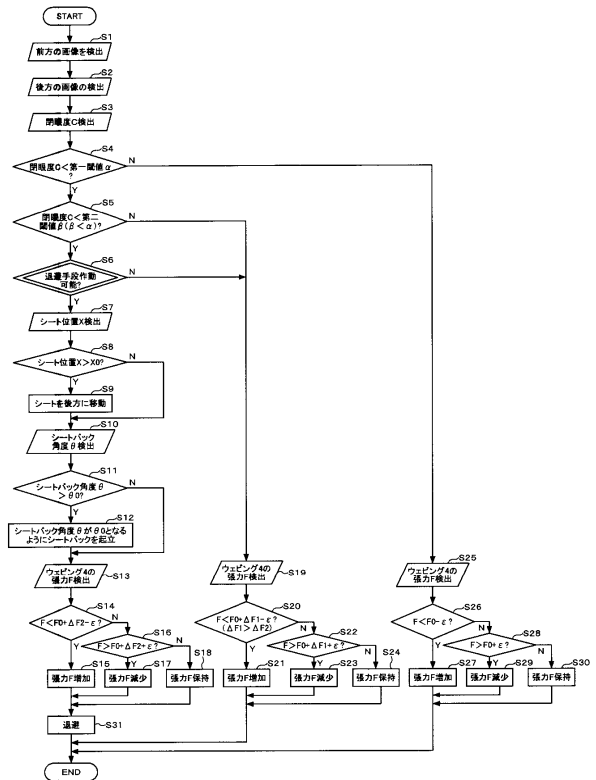 START
S1
前方の画像を検出
S2
後方の画像の検出
S3
閉眼度C検出
S4
閉眼度C<第一閾値α
?
N
Y
S5
閉眼度C<第二
閾値β(β<α)?
N
Y
S6
退避手段作動
可能?
N
Y
S7
シート位置X検出
S8
シート位置X>X0?
N
Y
S9
シートを後方に移動
S10
シートバック
角度θ検出
S11
シートバック角度θ
>θ0?
N
Y
S12
シートバック角度θがθ0となる
ようにシートバックを起立
ウェビング4の
張力F検出
S13
S14
F<F0+ΔF2-ε?
N
Y
S16
F>F0+ΔF2+ε?
N
Y
S15
張力F増加
S17
張力F減少
S18
張力F保持
退避
S31
ウェビング4の
張力F検出
S19
S20
F<F0+ΔF1-ε?
(ΔF1>ΔF2)
N
Y
S22
F>F0+ΔF1+ε?
N
Y
S21
張力F増加
S23
張力F減少
S24
張力F保持
S25
ウェビング4の
張力F検出
S26
F<F0-ε?
N
Y
S28
F>F0+ε?
N
Y
S27
張力F増加
S29
張力F減少
S30
張力F保持
END